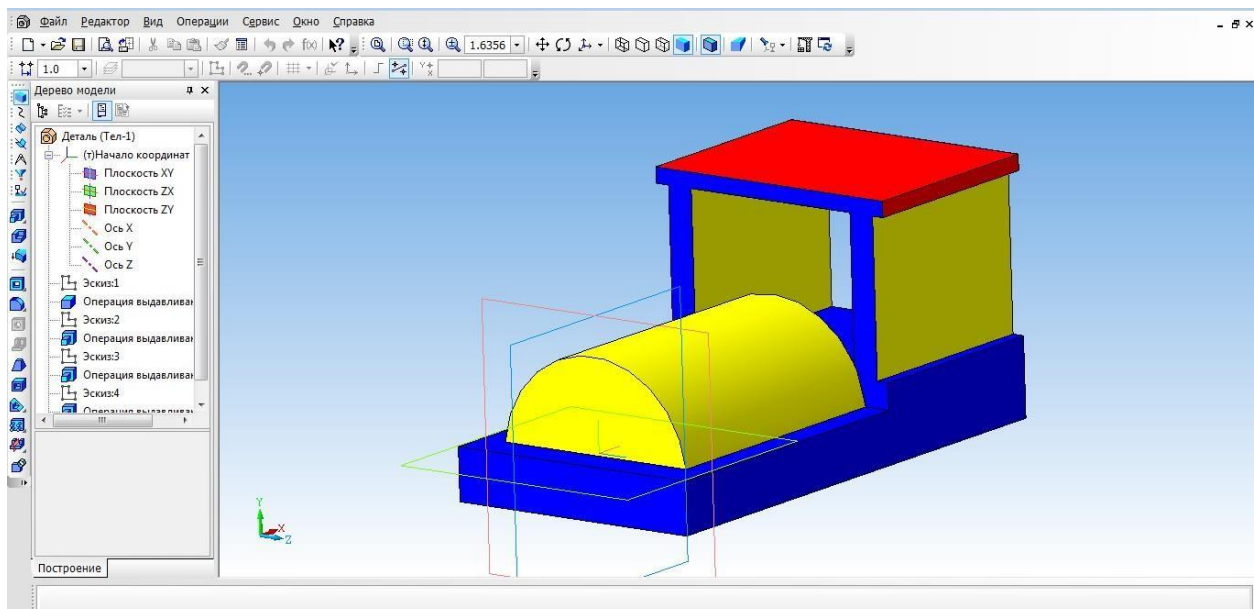 Файл Редактор Вид Операции Сервис Окно Справка
1.6356
1.0
Дерево модели
Деталь (Тел-1)
(т)Начало координат
Плоскость XY
Плоскость ZX
Плоскость ZY
Ось X
Ось Y
Ось Z
Эскиз:1
Операция выдавливан
Эскиз:2
Операция выдавливан
Эскиз:3
Операция выдавливан
Эскиз:4
Операция выдавливан
Y
X
Z
Построение